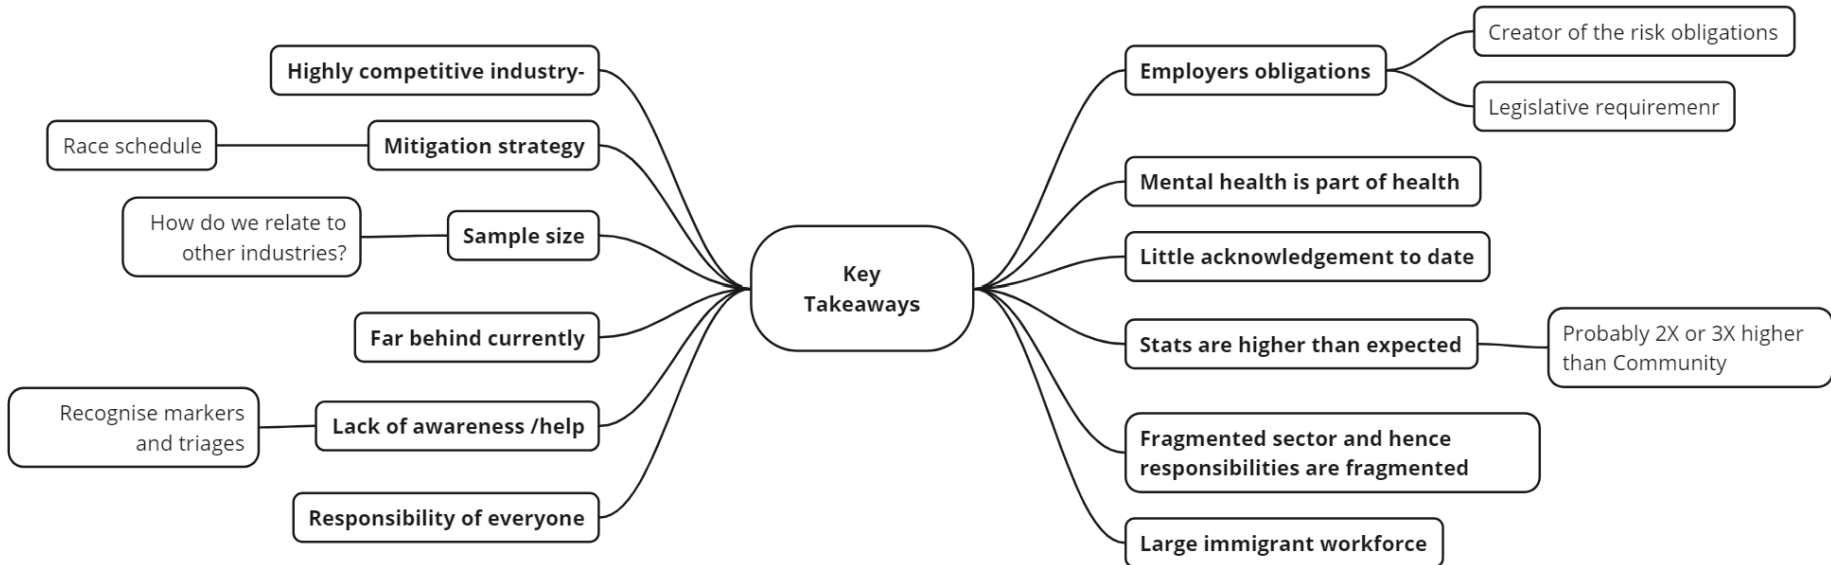 Key
Takeaways
Highly competitive industry-
Mitigation strategy
Race schedule
Sample size
How do we relate to
other industries?
Far behind currently
Lack of awareness /help
Recognise markers
and triages
Responsibility of everyone
Employers obligations
Creator of the risk obligations
Legislative requiremenr
Mental health is part of health
Little acknowledgement to date
Stats are higher than expected
Probably 2X or 3X higher
than Community
Fragmented sector and hence
responsibilities are fragmented
Large immigrant workforce